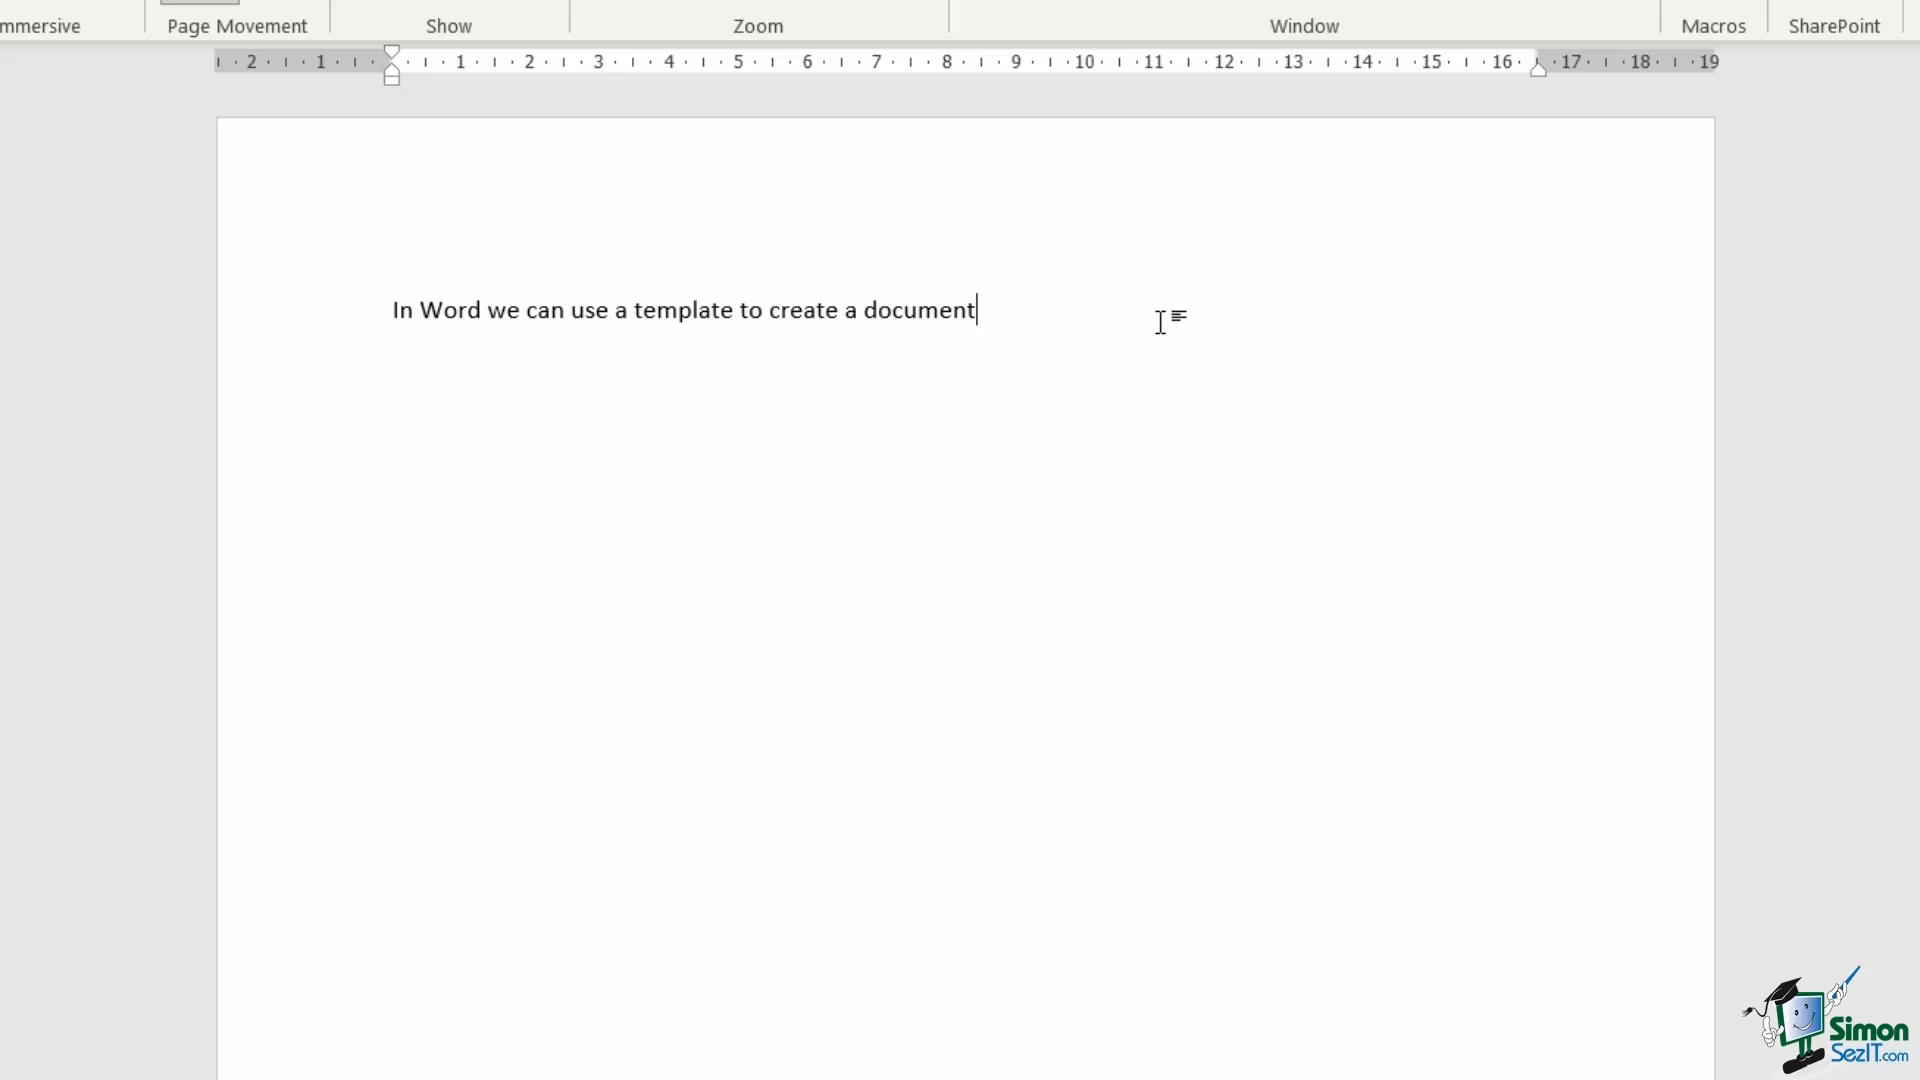 mmersive Page Movement Show Zoom Window Macros SharePoint
2 1 1 2 3 4 5 6 7 8 9 10 11 12 13 14 15 16 17 18 19
In Word we can use a template to create a document
Simon
SezIT.com